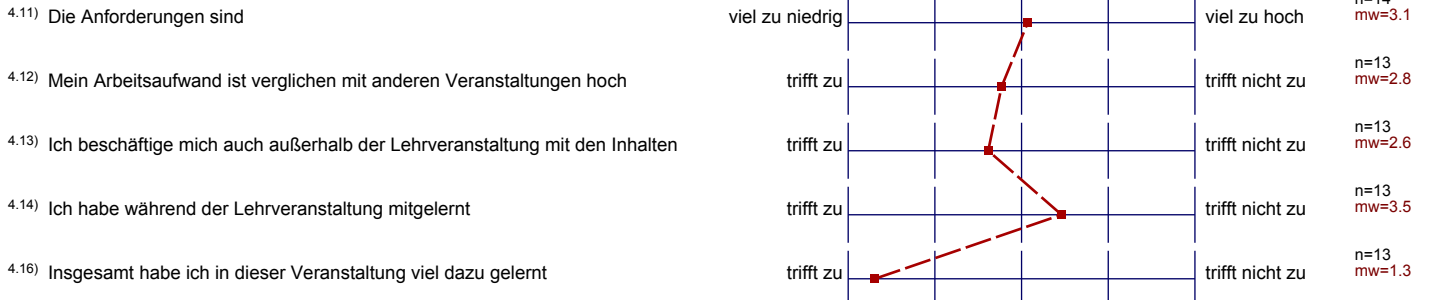 4.11) Die Anforderungen sind viel zu niedrig viel zu hoch n=14
mw=3.1
4.12) Mein Arbeitsaufwand ist verglichen mit anderen Veranstaltungen hoch trifft zu trifft nicht zu n=13
mw=2.8
4.13) Ich beschäftige mich auch außerhalb der Lehrveranstaltung mit den Inhalten trifft zu trifft nicht zu n=13
mw=2.6
4.14) Ich habe während der Lehrveranstaltung mitgelernt trifft zu trifft nicht zu n=13
mw=3.5
4.16) Insgesamt habe ich in dieser Veranstaltung viel dazu gelernt trifft zu trifft nicht zu n=13
mw=1.3